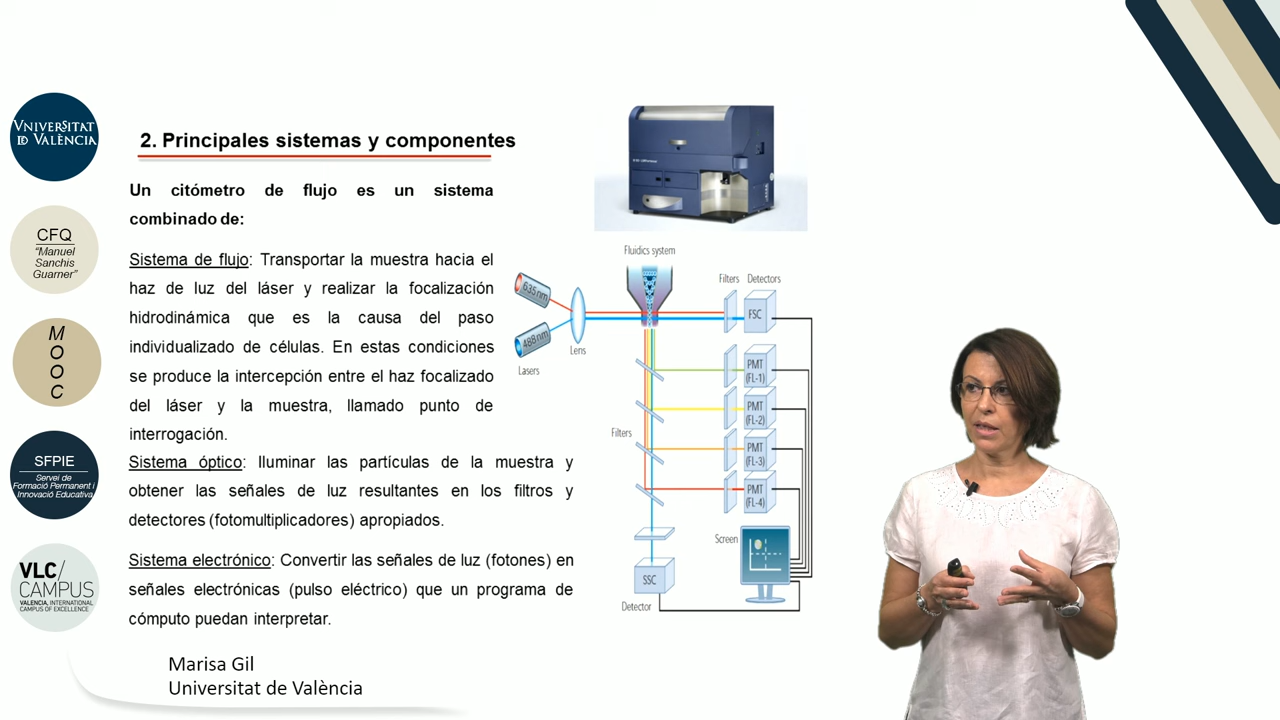 VNIVERSITAT
DE VALÈNCIA
CFQ
"Manuel
Sanchis
Guarner"
M
O
O
C
SFPIE
Servei de
Formació Permanent i
Innovació Educativa
VLC/
CAMPUS
VALENCIA, INTERNATIONAL
CAMPUS OF EXCELLENCE
2. Principales sistemas y componentes
Un citómetro de flujo es un sistema
combinado de:
Sistema de flujo: Transportar la muestra hacia el
haz de luz del láser y realizar la focalización
hidrodinámica que es la causa del paso
individualizado de células. En estas condiciones
se produce la intercepción entre el haz focalizado
del láser y la muestra, llamado punto de
interrogación.
Sistema óptico: Iluminar las partículas de la muestra y
obtener las señales de luz resultantes en los filtros y
detectores (fotomultiplicadores) apropiados.
Sistema electrónico: Convertir las señales de luz (fotones) en
señales electrónicas (pulso eléctrico) que un programa de
cómputo puedan interpretar.
Marisa Gil
Universitat de València
Fluidics system
Filters
Detectors
635nm
488nm
Lens
Lasers
FSC
PMT
(FL-1)
PMT
(FL-2)
Filters
PMT
(FL-3)
PMT
(FL-4)
Screen
SSC
Detector